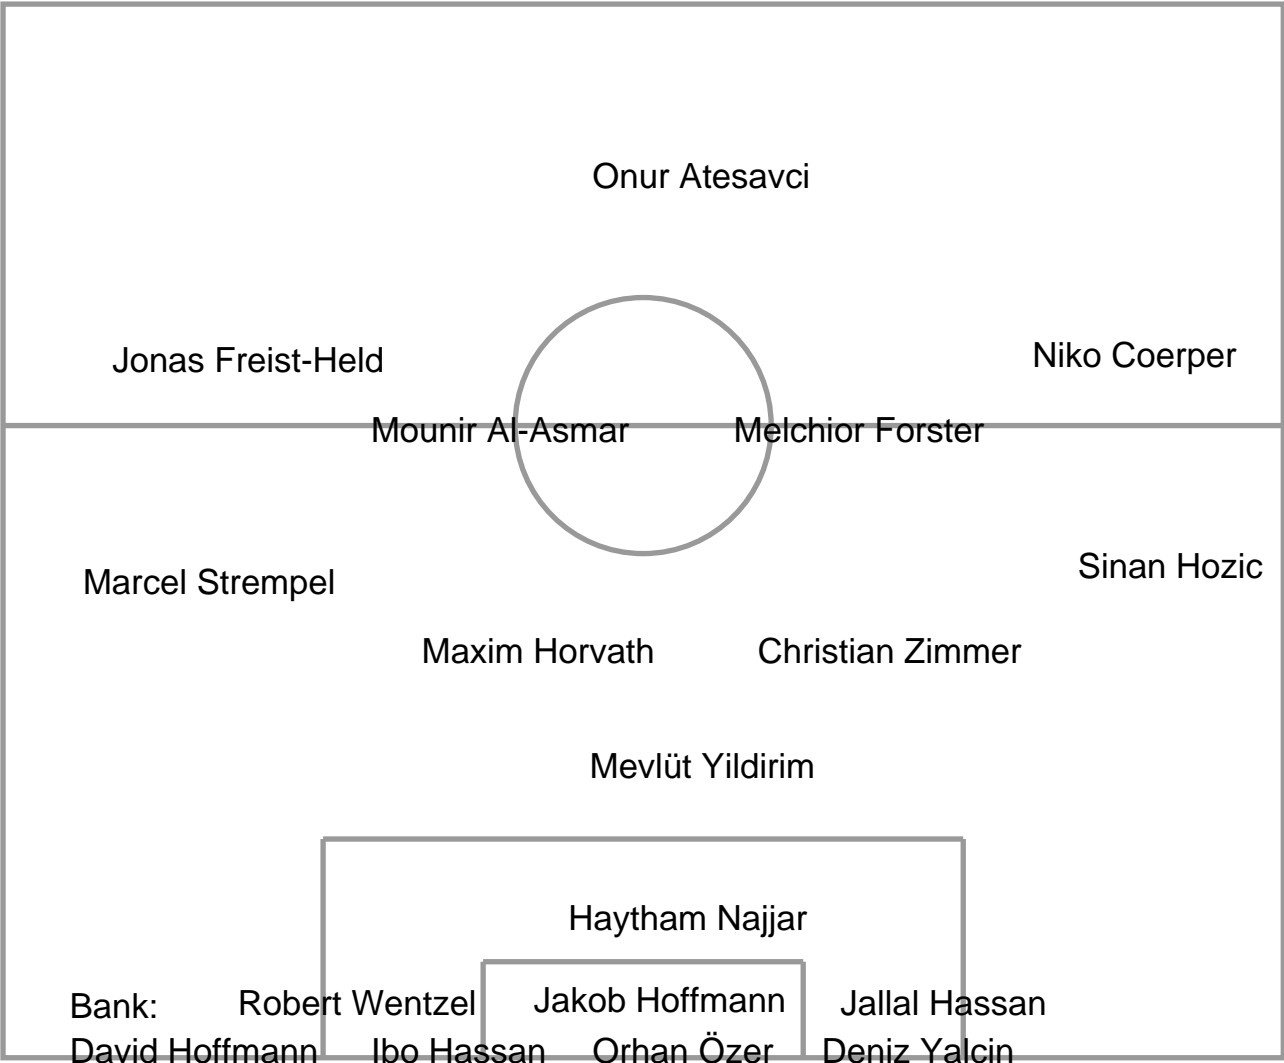 Onur Atesavci
Jonas Freist-Held Niko Coerper
Mounir Al-Asmar Melchior Forster
Marcel Strempel Sinan Hozic
Maxim Horvath Christian Zimmer
Mevlüt Yildirim
Haytham Najjar
Bank: Robert Wentzel Jakob Hoffmann Jallal Hassan
David Hoffmann Ibo Hassan Orhan Özer Deniz Yalcin